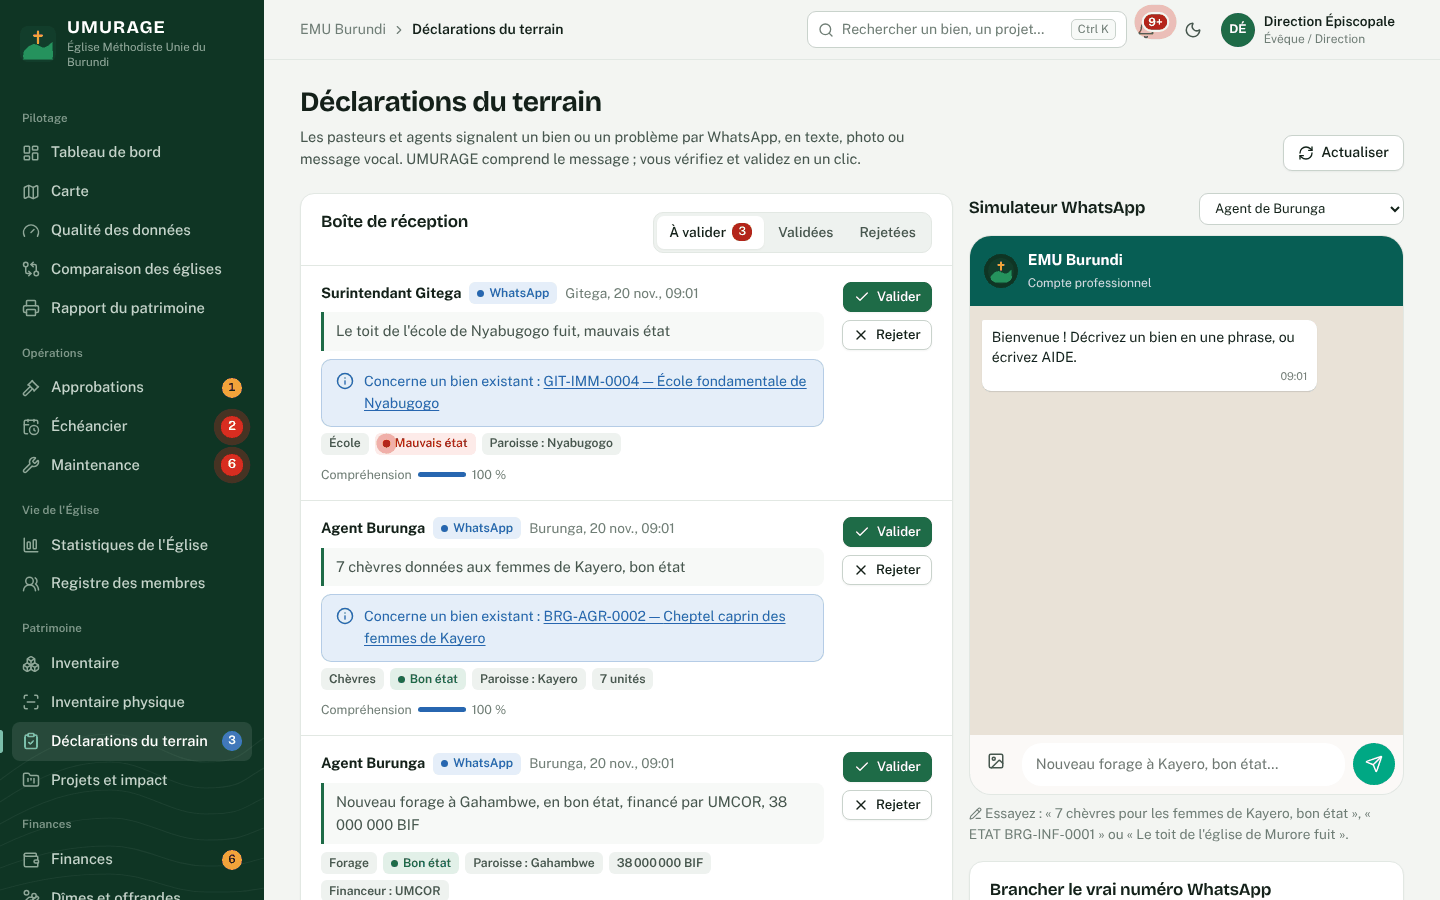 UMURAGE
Église Méthodiste Unie du
Burundi
Pilotage
Tableau de bord
Carte
Qualité des données
Comparaison des églises
Rapport du patrimoine
Opérations
Approbations
1
Échéancier
2
Maintenance
6
Vie de l'Église
Statistiques de l'Église
Registre des membres
Patrimoine
Inventaire
Inventaire physique
Déclarations du terrain
3
Projets et impact
Finances
Finances
6
Dîmes et offrandes
EMU Burundi
Déclarations du terrain
Rechercher un bien, un projet...
Ctrl K
9+
DÉ
Direction Épiscopale
Évêque / Direction
Déclarations du terrain
Les pasteurs et agents signalent un bien ou un problème par WhatsApp, en texte, photo ou
message vocal. UMURAGE comprend le message ; vous vérifiez et validez en un clic.
Actualiser
Boîte de réception
À valider 3
Validées
Rejetées
Surintendant Gitega
WhatsApp
Gitega, 20 nov., 09:01
Valider
Rejeter
Le toit de l'école de Nyabugogo fuit, mauvais état
Concerne un bien existant : GIT-IMM-0004 — École fondamentale de
Nyabugogo
École
Mauvais état
Paroisse : Nyabugogo
Compréhension
100 %
Agent Burunga
WhatsApp
Burunga, 20 nov., 09:01
Valider
Rejeter
7 chèvres données aux femmes de Kayero, bon état
Concerne un bien existant : BRG-AGR-0002 — Cheptel caprin des
femmes de Kayero
Chèvres
Bon état
Paroisse : Kayero
7 unités
Compréhension
100 %
Agent Burunga
WhatsApp
Burunga, 20 nov., 09:01
Valider
Rejeter
Nouveau forage à Gahambwe, en bon état, financé par UMCOR, 38
000 000 BIF
Forage
Bon état
Paroisse : Gahambwe
38 000 000 BIF
Financeur : UMCOR
Simulateur WhatsApp
Agent de Burunga
EMU Burundi
Compte professionnel
Bienvenue ! Décrivez un bien en une phrase, ou
écrivez AIDE.
09:01
Nouveau forage à Kayero, bon état...
Essayez : « 7 chèvres pour les femmes de Kayero, bon état », «
ETAT BRG-INF-0001 » ou « Le toit de l'église de Murore fuit ».
Brancher le vrai numéro WhatsApp